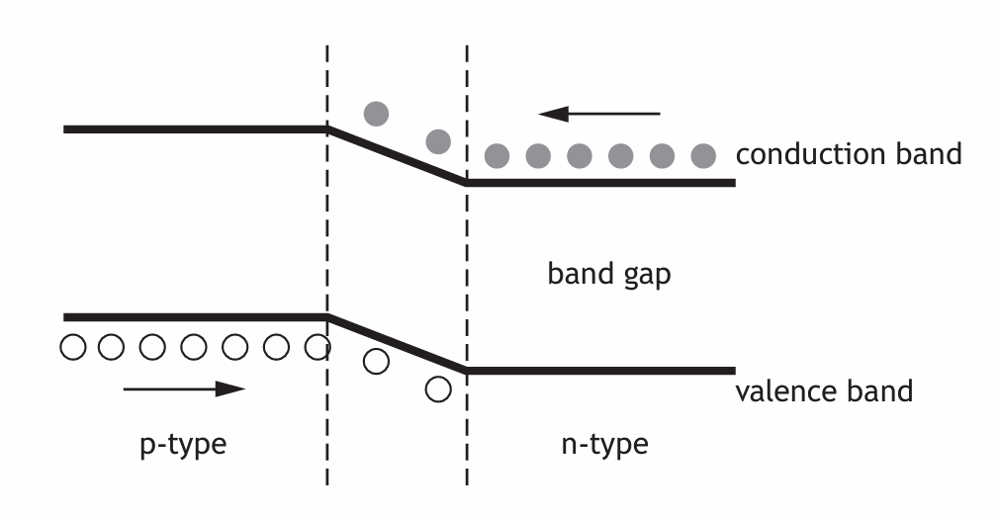 conduction band
band gap
valence band
p-type
n-type